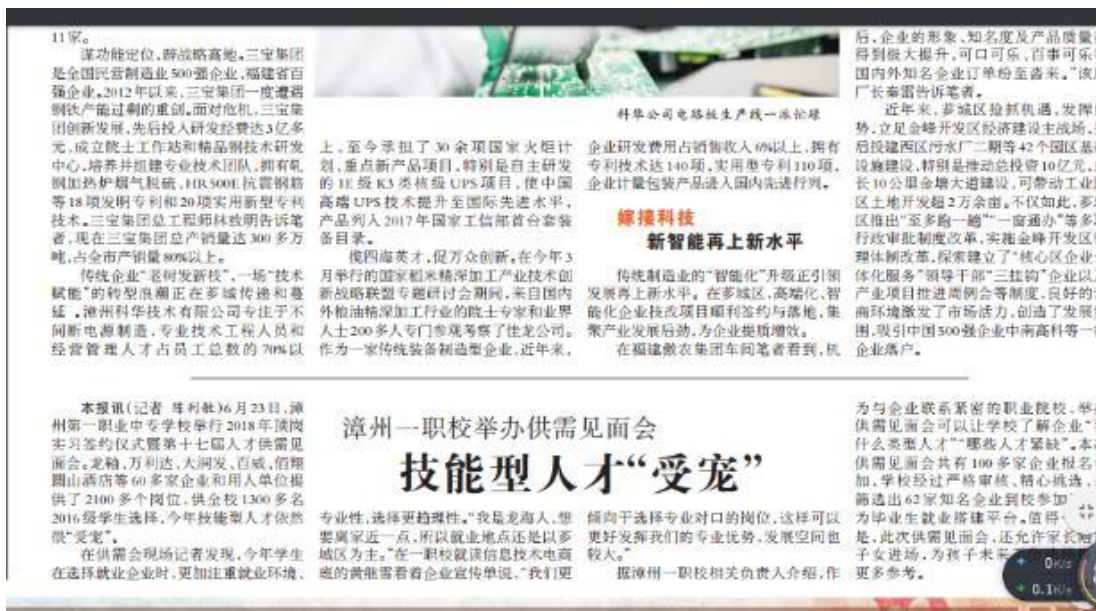 11家。
谋功能定位,辟战略高地。三宝集团
是全国民营制造业500强企业,福建省百
强企业。2012年以来,三宝集团一度遭遇
钢铁产能过剩的重创。面对危机,三宝集
团创新发展,先后投入研发经费达3亿多
元,成立院士工作站和精品钢技术研发
中心,培养并组建专业技术团队,拥有轧
钢加热炉烟气脱硫、HR500E抗震钢筋
等18项发明专利和20项实用新型专利
技术。三宝集团总工程师林致明告诉笔
者,现在三宝集团总产销量达300多万
吨,占全市产销量80%以上。
传统企业“老树发新枝”,一场“技术
赋能”的转型浪潮正在芗城传递和蔓
延。漳州科华技术有限公司专注于不
间断电源制造,专业技术工程人员和
经营管理人才占员工总数的70%以
科华公司电路板生产线一派忙碌
上,至今承担了30余项国家火炬计
划、重点新产品项目,特别是自主研发
的1E级K3类核级UPS项目,使中国
高端UPS技术提升至国际先进水平,
产品列入2017年国家工信部首台套装
备目录。
揽四海英才,促万众创新。在今年3
月举行的国家稻米精深加工产业技术创
新战略联盟专题研讨会期间,来自国内
外粮油精深加工行业的院士专家和业界
人士200多人专门参观考察了佳龙公司。
作为一家传统装备制造型企业,近年来,
企业研发费用占销售收入6%以上,拥有
专利技术达140项,实用型专利110项,
企业计量包装产品进入国内先进行列。
嫁接科技
新智能再上新水平
传统制造业的“智能化”升级正引领
发展再上新水平。在芗城区,高端化、智
能化企业技改项目顺利签约与落地,集
聚产业发展后劲,为企业提质增效。
在福建傲农集团车间笔者看到,机
后,企业的形象、知名度及产品质量
得到极大提升,可口可乐、百事可乐
国内外知名企业订单纷至沓来。”该
厂长秦雷告诉笔者。
近年来,芗城区抢抓机遇,发挥
势,立足金峰开发区经济建设主战场,
后投建西区污水厂二期等42个园区基
设施建设,特别是推动总投资10亿元、
长10公里金塘大道建设,可带动工业
区土地开发超2万余亩。不仅如此,芗
区推出“至多跑一趟”“一窗通办”等多
行政审批制度改革,实施金峰开发区
理体制改革,探索建立了“核心区企业
体化服务”领导干部“三挂钩”企业以
产业项目推进周例会等制度,良好的
商环境激发了市场活力,创造了发展
围,吸引中国500强企业中南高科等一
企业落户。
本报讯(记者 )6月23日,漳
州第一职业中专学校举行2018年顶岗
实习签约仪式暨第十七届人才供需见
面会。龙轴、万利达、大润发、百威、佰翔
圆山酒店等60多家企业和用人单位提
供了2100多个岗位,供全校1300多名
2016级学生选择,今年技能型人才依然
很“受宠”。
在供需会现场记者发现,今年学生
在选择就业企业时,更加注重就业环境、
漳州一职校举办供需见面会
技能型人才“受宠”
专业性,选择更趋理性。“我是龙海人,想
要离家近一点,所以就业地点还是以芗
城区为主。”在一职校就读信息技术电商
班的黄继雪看着企业宣传单说,“我们更
倾向于选择专业对口的岗位,这样可以
更好发挥我们的专业优势,发展空间也
较大。”
据漳州一职校相关负责人介绍,作
为与企业联系紧密的职业院校,举
供需见面会可以让学校了解企业“
什么类型人才”“哪些人才紧缺”。本
供需见面会共有100多家企业报名
加,学校经过严格审核、精心挑选,
筛选出62家知名企业到校参加
为毕业生就业搭建平台。值得
是,此次供需见面会,还允许家长
子女进场,为孩子未来
更多参考。
0K/s
0.1K/s